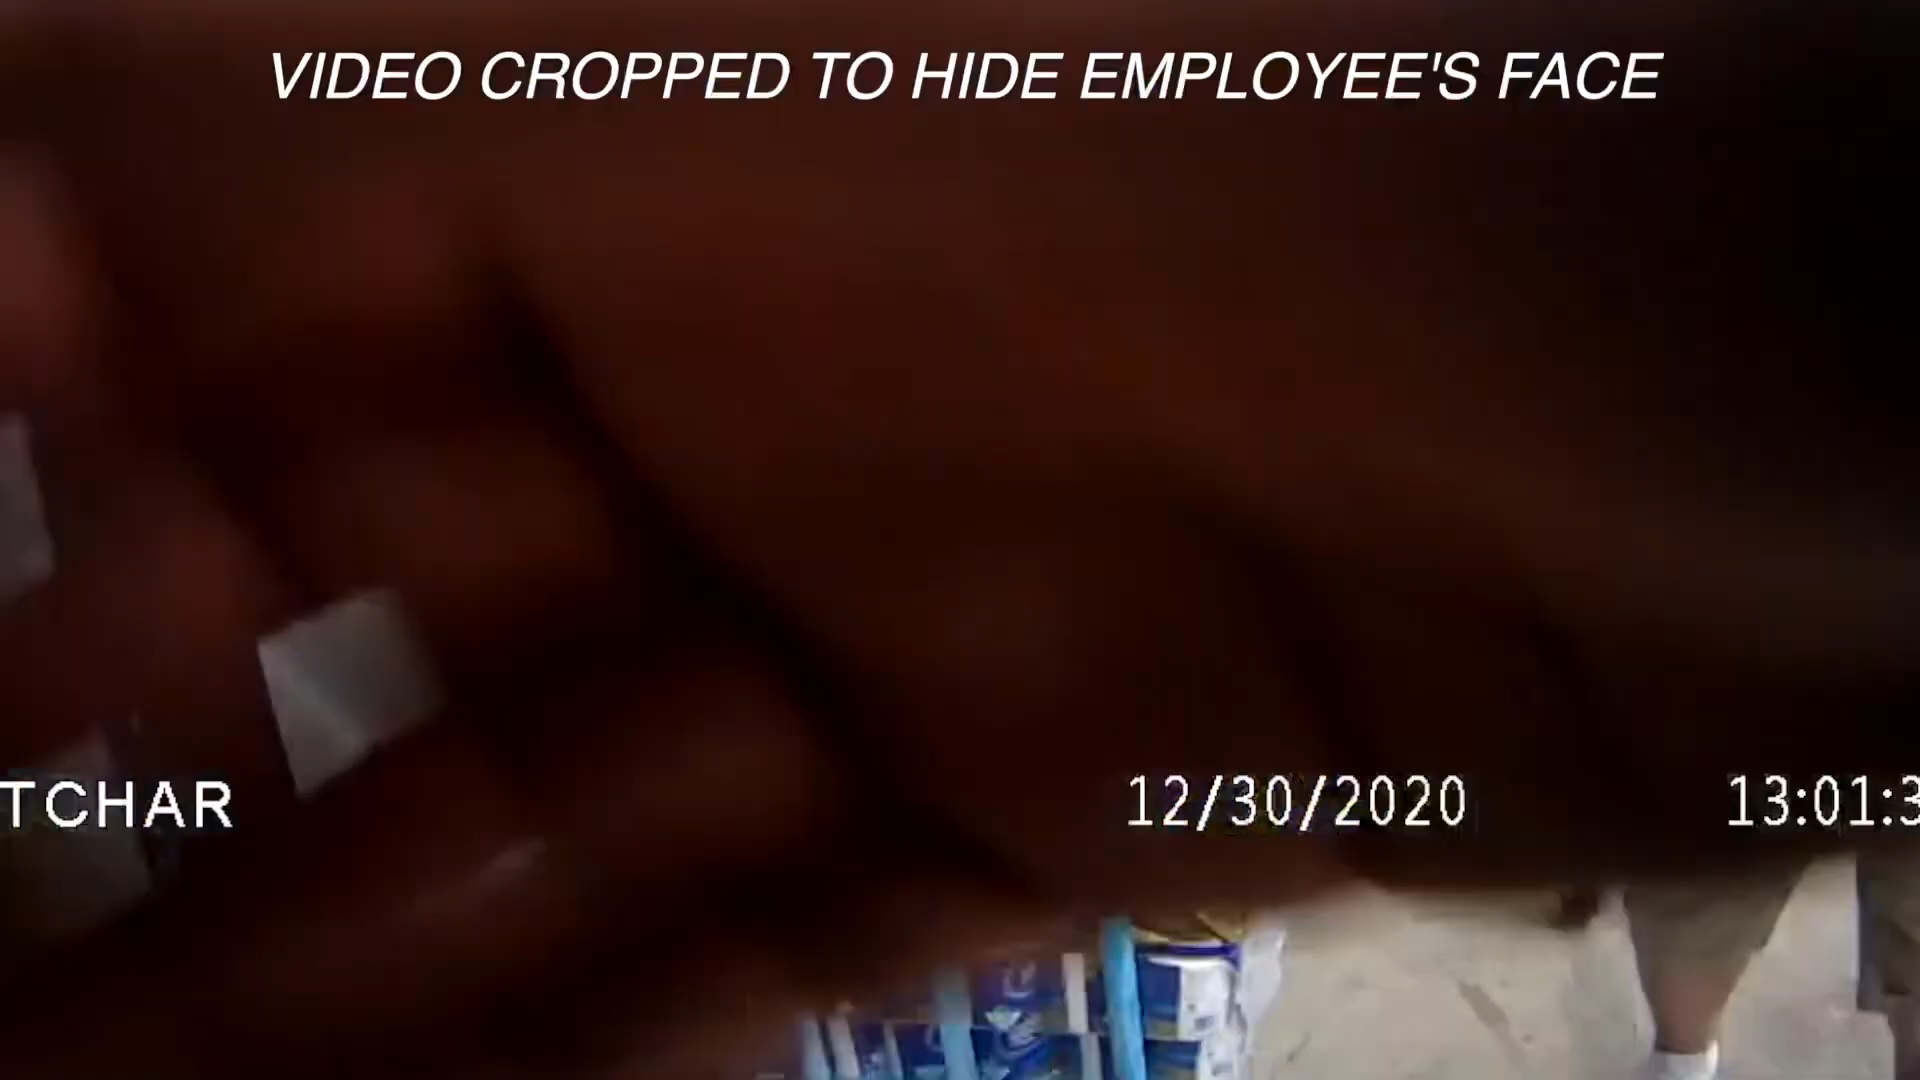 VIDEO CROPPED TO HIDE EMPLOYEE'S FACE
TCHAR 12/30/2020 13:01:3